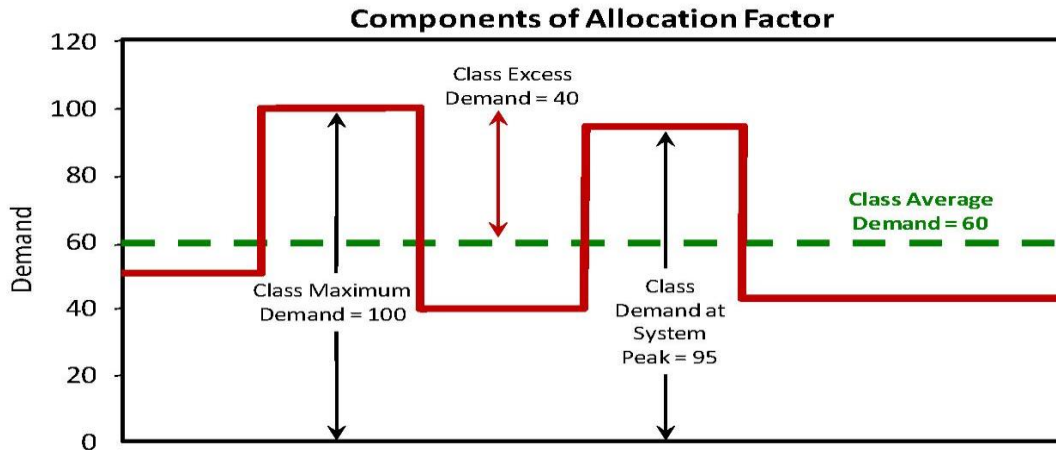 Components of Allocation Factor
120
100
80
60
40
20
0
Demand
Class Excess
Demand = 40
Class Average
Demand = 60
Class Maximum
Demand = 100
Class
Demand at
System
Peak = 95